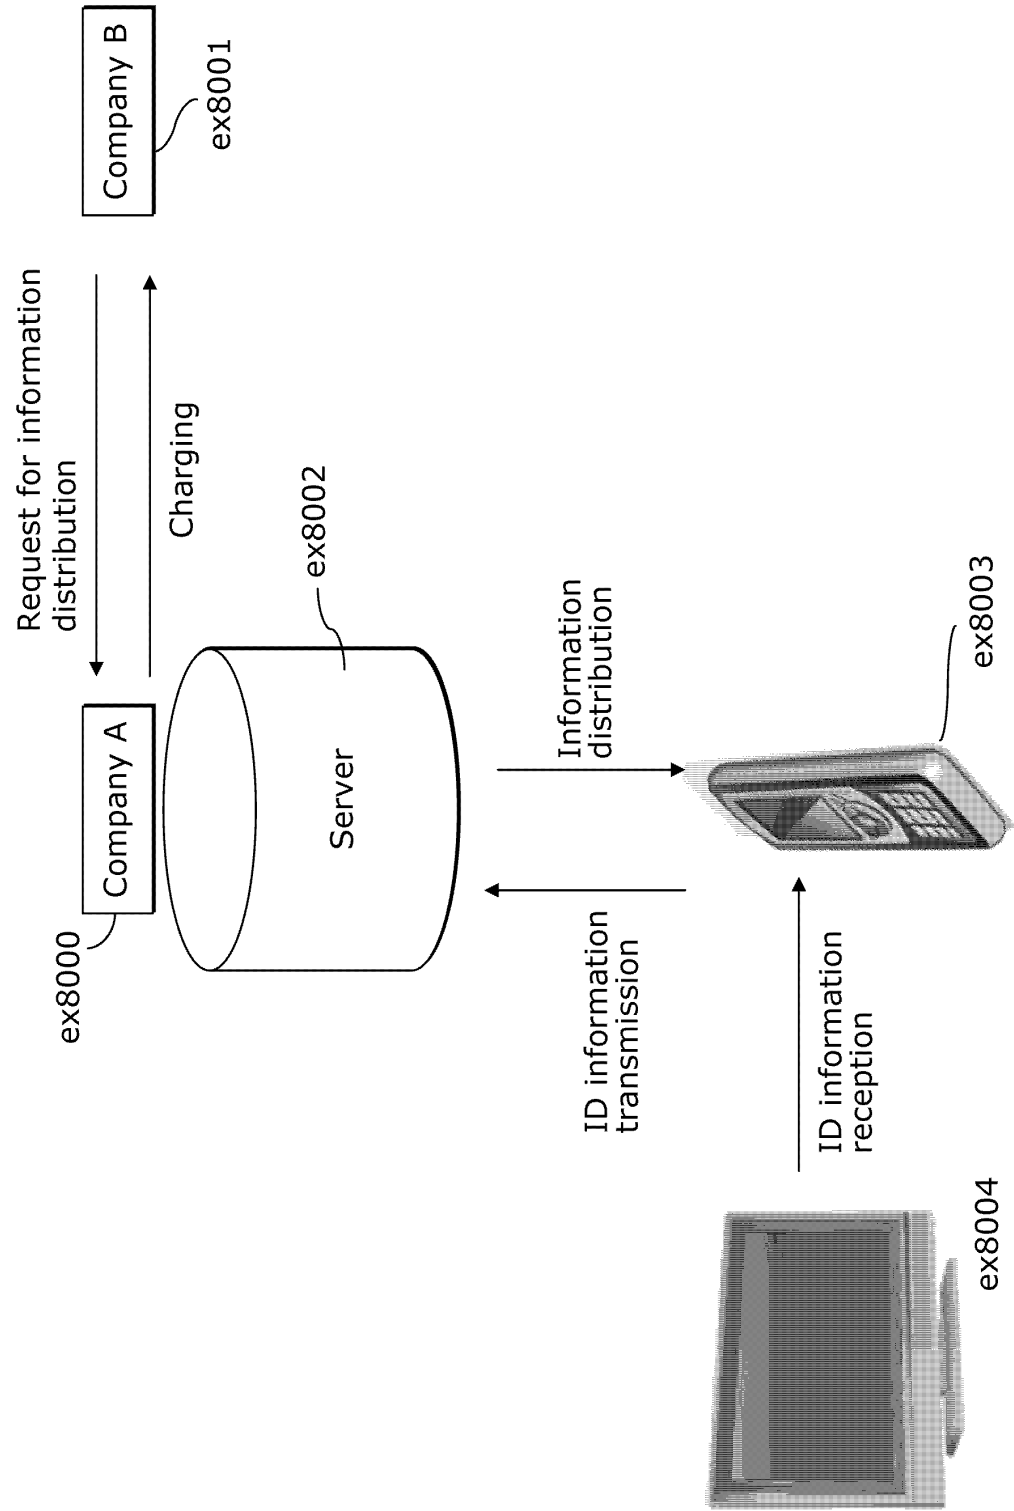 Request for information
distribution
ex8000
Company A
Company B
Charging
ex8001
ex8002
Server
ID information
transmission
Information
distribution
ID information
reception
ex8004
ex8003